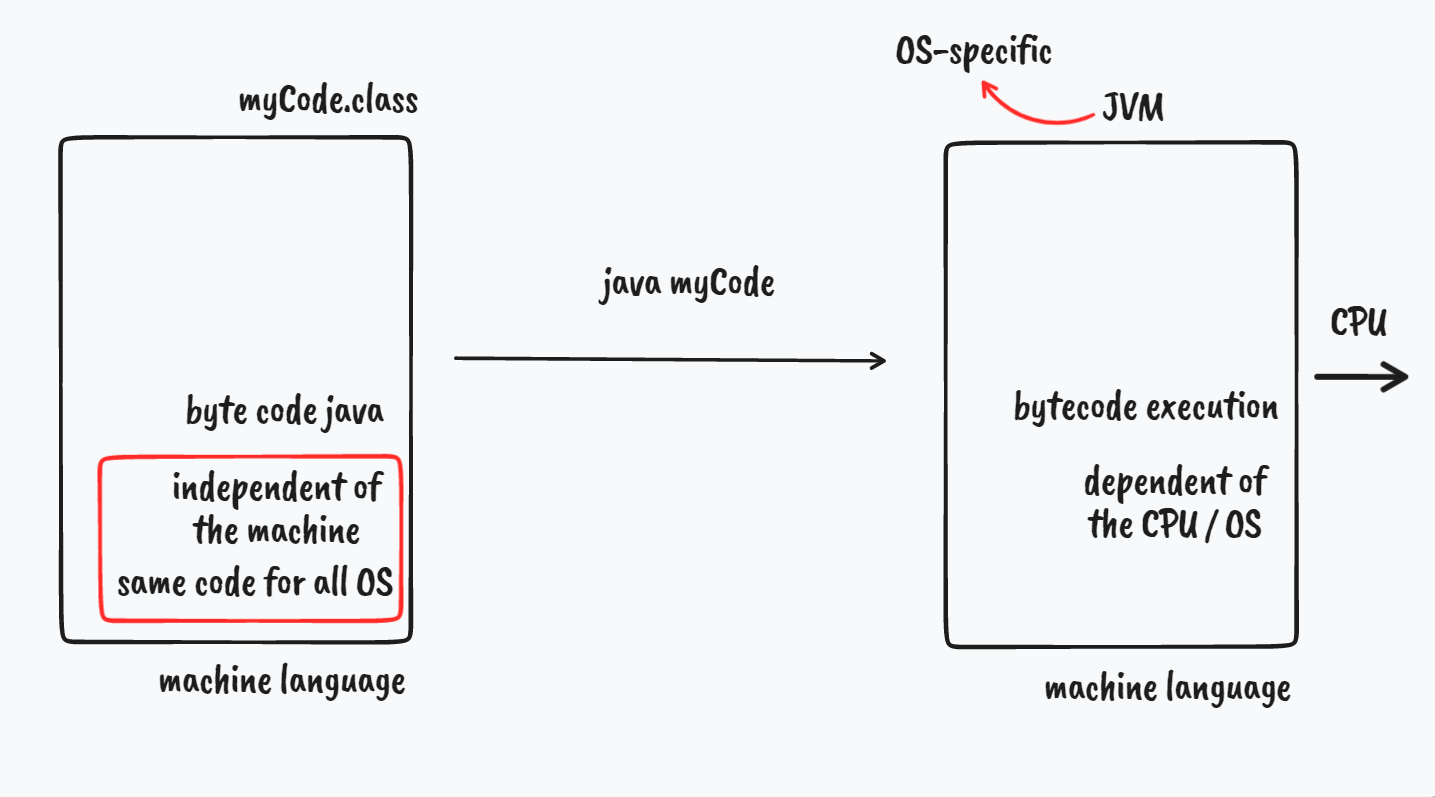 myCode.class
byte code java
independent of
the machine
same code for all OS
machine language
java myCode
OS-specific
JVM
bytecode execution
dependent of
the CPU / OS
machine language
CPU